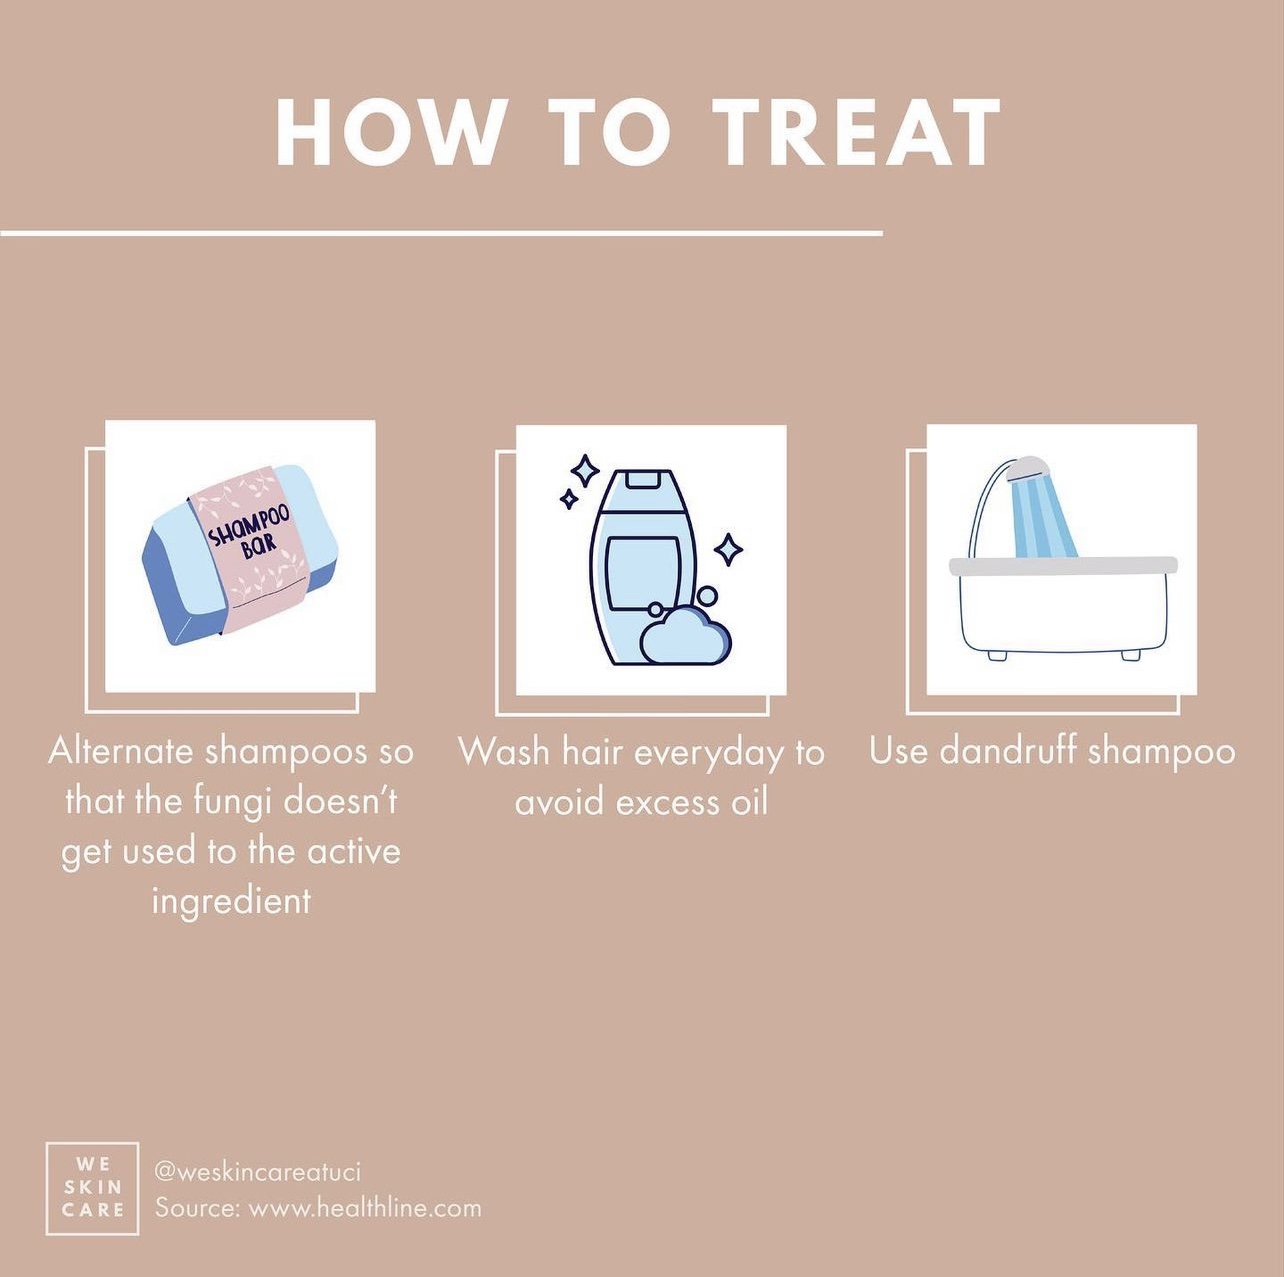 HOW TO TREAT
SHAMPOO
BAR
Alternate shampoos so
that the fungi doesn't
get used to the active
ingredient
Wash hair everyday to
avoid excess oil
Use dandruff shampoo
WE
SKIN
CARE
@weskincareatuci
Source: www.healthline.com